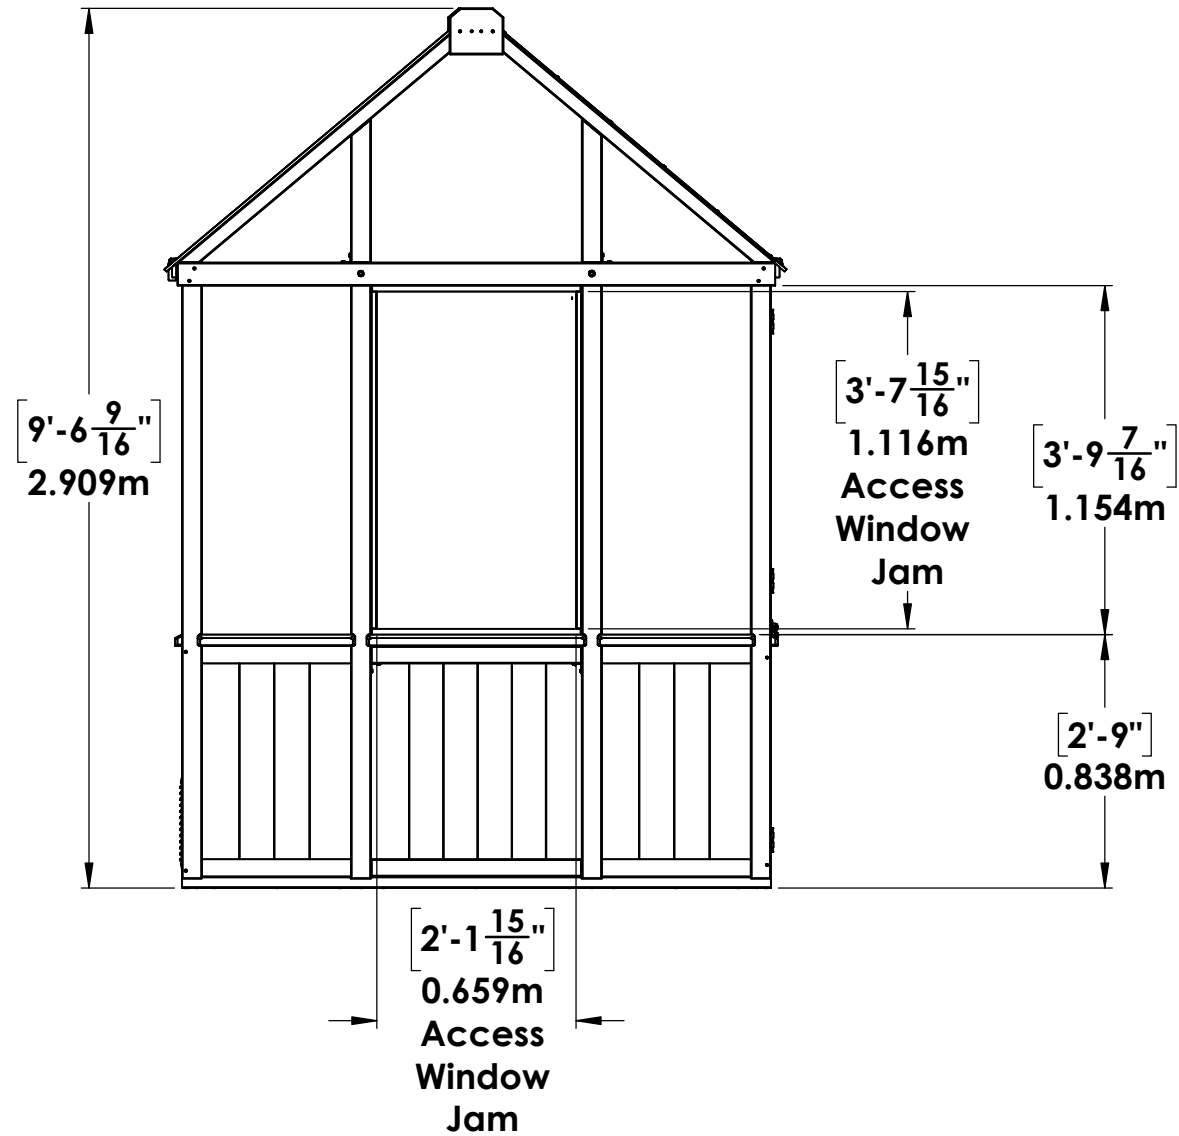 [9'-6 9/16"]
2.909m
[3'-7 15/16"]
1.116m
Access
Window
Jam
[3'-9 7/16"]
1.154m
[2'-9"]
0.838m
[2'-1 15/16"]
0.659m
Access
Window
Jam